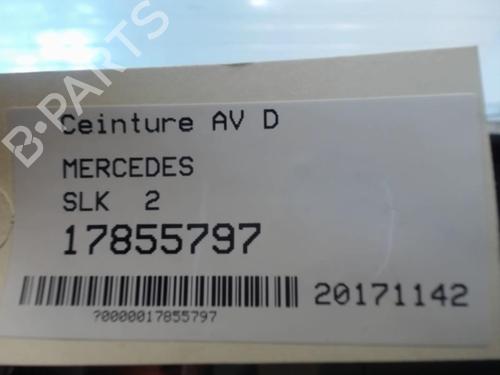 B-PARTS
Ceinture AV D
MERCEDES
SLK 2
17855797
20171142
?0000017855797